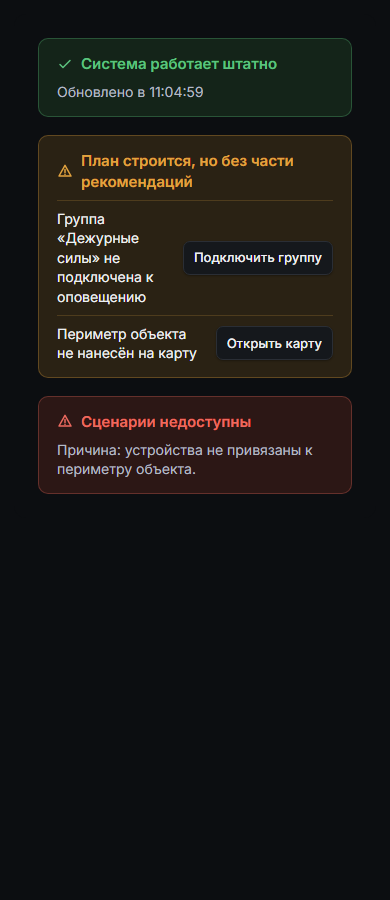 Система работает штатно
Обновлено в 11:04:59
План строится, но без части
рекомендаций
Группа
«Дежурные
силы» не
подключена к
оповещению
Подключить группу
Периметр объекта
не нанесён на карту
Открыть карту
Сценарии недоступны
Причина: устройства не привязаны к
периметру объекта.